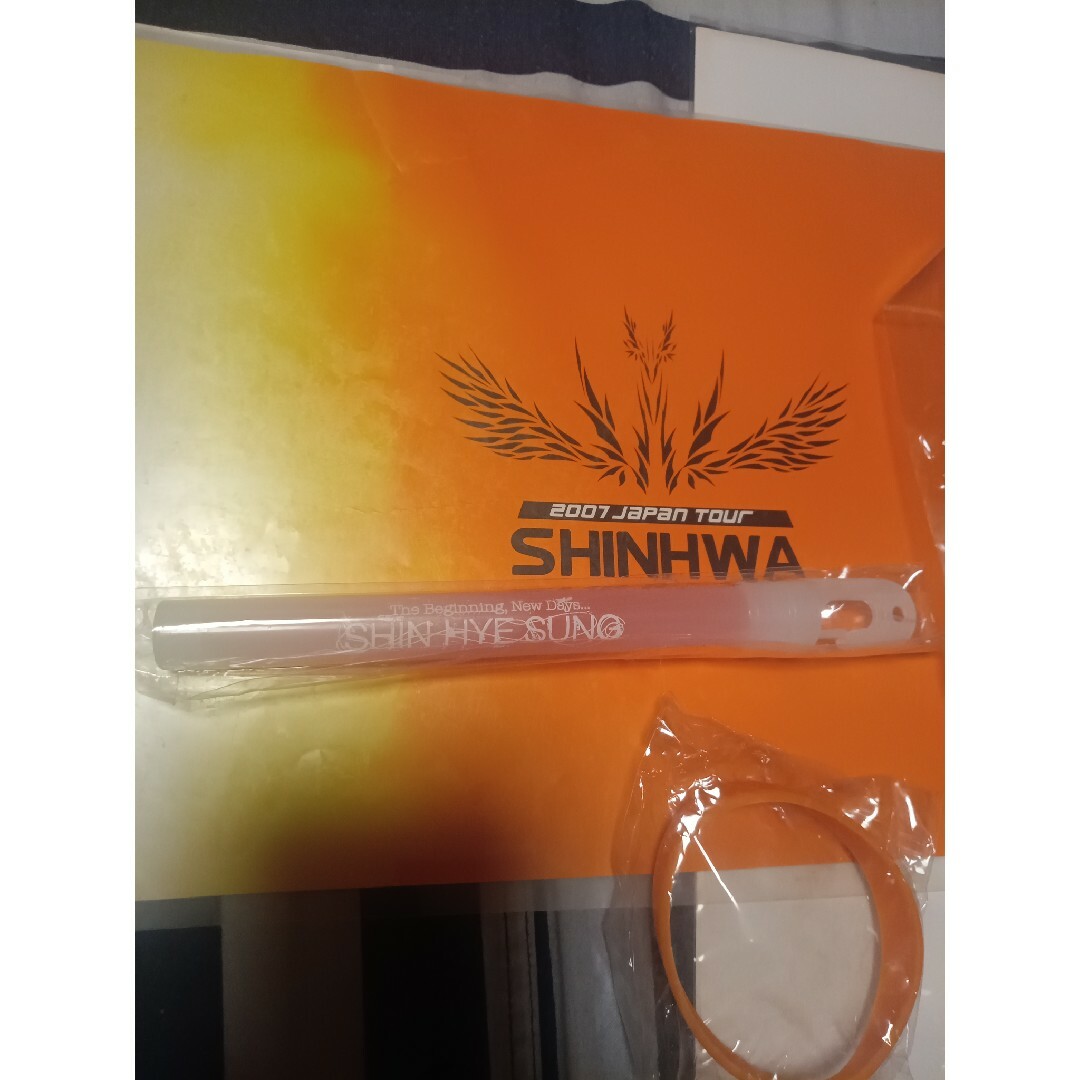 2007 JAPAN TOUR
SHINHWA
The Beginning, New Days...
SHIN HYE SUNG